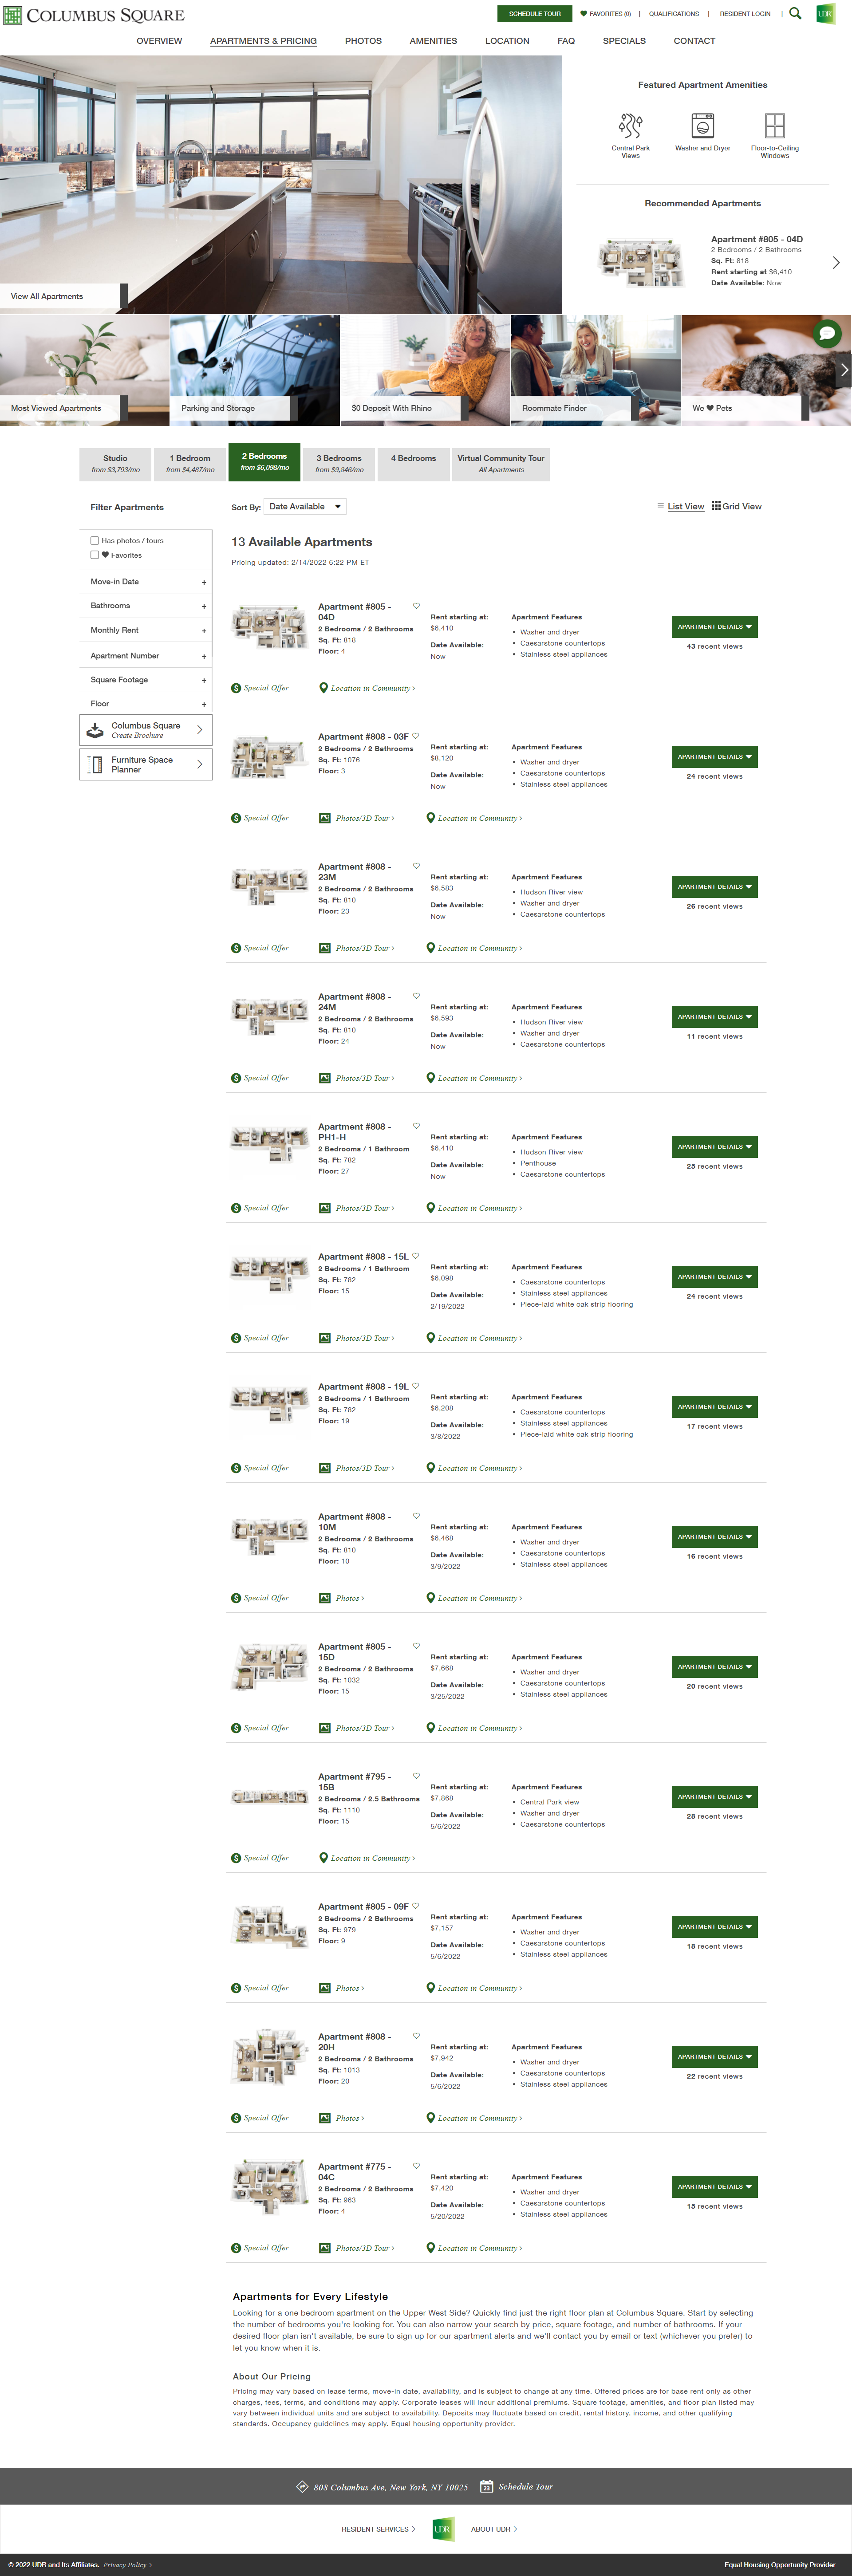 COLUMBUS SQUARE
SCHEDULE TOUR
FAVORITES (0) | QUALIFICATIONS | RESIDENT LOGIN |
UDR
OVERVIEW APARTMENTS & PRICING PHOTOS AMENITIES LOCATION FAQ SPECIALS CONTACT
Featured Apartment Amenities
Central Park Views
Washer and Dryer
Floor-to-Ceiling Windows
Recommended Apartments
Apartment #805 - 04D
2 Bedrooms / 2 Bathrooms
Sq. Ft: 818
Rent starting at $6,410
Date Available: Now
View All Apartments
Most Viewed Apartments
Parking and Storage
$0 Deposit With Rhino
Roommate Finder
We ♥ Pets
Studio
from $3,793/mo
1 Bedroom
from $4,487/mo
2 Bedrooms
from $6,098/mo
3 Bedrooms
from $9,846/mo
4 Bedrooms
Virtual Community Tour
All Apartments
Filter Apartments
Has photos / tours
Favorites
Move-in Date +
Bathrooms +
Monthly Rent +
Apartment Number +
Square Footage +
Floor +
Columbus Square
Create Brochure
Furniture Space
Planner
Sort By: Date Available
List View Grid View
13 Available Apartments
Pricing updated: 2/14/2022 6:22 PM ET
Apartment #805 -
04D
2 Bedrooms / 2 Bathrooms
Sq. Ft: 818
Floor: 4
Rent starting at:
$6,410
Date Available:
Now
Apartment Features
• Washer and dryer
• Caesarstone countertops
• Stainless steel appliances
APARTMENT DETAILS
43 recent views
Special Offer
Location in Community >
Apartment #808 - 03F
2 Bedrooms / 2 Bathrooms
Sq. Ft: 1076
Floor: 3
Rent starting at:
$8,120
Date Available:
Now
Apartment Features
• Washer and dryer
• Caesarstone countertops
• Stainless steel appliances
APARTMENT DETAILS
24 recent views
Special Offer
Photos/3D Tour >
Location in Community >
Apartment #808 -
23M
2 Bedrooms / 2 Bathrooms
Sq. Ft: 810
Floor: 23
Rent starting at:
$6,583
Date Available:
Now
Apartment Features
• Hudson River view
• Washer and dryer
• Caesarstone countertops
APARTMENT DETAILS
26 recent views
Special Offer
Photos/3D Tour >
Location in Community >
Apartment #808 -
24M
2 Bedrooms / 2 Bathrooms
Sq. Ft: 810
Floor: 24
Rent starting at:
$6,593
Date Available:
Now
Apartment Features
• Hudson River view
• Washer and dryer
• Caesarstone countertops
APARTMENT DETAILS
11 recent views
Special Offer
Photos/3D Tour >
Location in Community >
Apartment #808 -
PH1-H
2 Bedrooms / 1 Bathroom
Sq. Ft: 782
Floor: 27
Rent starting at:
$6,410
Date Available:
Now
Apartment Features
• Hudson River view
• Penthouse
• Caesarstone countertops
APARTMENT DETAILS
25 recent views
Special Offer
Photos/3D Tour >
Location in Community >
Apartment #808 - 15L
2 Bedrooms / 1 Bathroom
Sq. Ft: 782
Floor: 15
Rent starting at:
$6,098
Date Available:
2/19/2022
Apartment Features
• Caesarstone countertops
• Stainless steel appliances
• Piece-laid white oak strip flooring
APARTMENT DETAILS
24 recent views
Special Offer
Photos/3D Tour >
Location in Community >
Apartment #808 - 19L
2 Bedrooms / 1 Bathroom
Sq. Ft: 782
Floor: 19
Rent starting at:
$6,208
Date Available:
3/8/2022
Apartment Features
• Caesarstone countertops
• Stainless steel appliances
• Piece-laid white oak strip flooring
APARTMENT DETAILS
17 recent views
Special Offer
Photos/3D Tour >
Location in Community >
Apartment #808 -
10M
2 Bedrooms / 2 Bathrooms
Sq. Ft: 810
Floor: 10
Rent starting at:
$6,468
Date Available:
3/9/2022
Apartment Features
• Washer and dryer
• Caesarstone countertops
• Stainless steel appliances
APARTMENT DETAILS
16 recent views
Special Offer
Photos >
Location in Community >
Apartment #805 -
15D
2 Bedrooms / 2 Bathrooms
Sq. Ft: 1032
Floor: 15
Rent starting at:
$7,668
Date Available:
3/25/2022
Apartment Features
• Washer and dryer
• Caesarstone countertops
• Stainless steel appliances
APARTMENT DETAILS
20 recent views
Special Offer
Photos/3D Tour >
Location in Community >
Apartment #795 -
15B
2 Bedrooms / 2.5 Bathrooms
Sq. Ft: 1110
Floor: 15
Rent starting at:
$7,868
Date Available:
5/6/2022
Apartment Features
• Central Park view
• Washer and dryer
• Caesarstone countertops
APARTMENT DETAILS
28 recent views
Special Offer
Location in Community >
Apartment #805 - 09F
2 Bedrooms / 2 Bathrooms
Sq. Ft: 979
Floor: 9
Rent starting at:
$7,157
Date Available:
5/6/2022
Apartment Features
• Washer and dryer
• Caesarstone countertops
• Stainless steel appliances
APARTMENT DETAILS
18 recent views
Special Offer
Photos >
Location in Community >
Apartment #808 -
20H
2 Bedrooms / 2 Bathrooms
Sq. Ft: 1013
Floor: 20
Rent starting at:
$7,942
Date Available:
5/6/2022
Apartment Features
• Washer and dryer
• Caesarstone countertops
• Stainless steel appliances
APARTMENT DETAILS
22 recent views
Special Offer
Photos >
Location in Community >
Apartment #775 -
04C
2 Bedrooms / 2 Bathrooms
Sq. Ft: 963
Floor: 4
Rent starting at:
$7,420
Date Available:
5/20/2022
Apartment Features
• Washer and dryer
• Caesarstone countertops
• Stainless steel appliances
APARTMENT DETAILS
15 recent views
Special Offer
Photos/3D Tour >
Location in Community >
Apartments for Every Lifestyle
Looking for a one bedroom apartment on the Upper West Side? Quickly find just the right floor plan at Columbus Square. Start by selecting
the number of bedrooms you're looking for. You can also narrow your search by price, square footage, and number of bathrooms. If your
desired floor plan isn't available, be sure to sign up for our apartment alerts and we'll contact you by email or text (whichever you prefer) to
let you know when it is.
About Our Pricing
Pricing may vary based on lease terms, move-in date, availability, and is subject to change at any time. Offered prices are for base rent only as other
charges, fees, terms, and conditions may apply. Corporate leases will incur additional premiums. Square footage, amenities, and floor plan listed may
vary between individual units and are subject to availability. Deposits may fluctuate based on credit, rental history, income, and other qualifying
standards. Occupancy guidelines may apply. Equal housing opportunity provider.
808 Columbus Ave, New York, NY 10025
23 Schedule Tour
RESIDENT SERVICES > UDR ABOUT UDR >
© 2022 UDR and Its Affiliates. Privacy Policy > Equal Housing Opportunity Provider